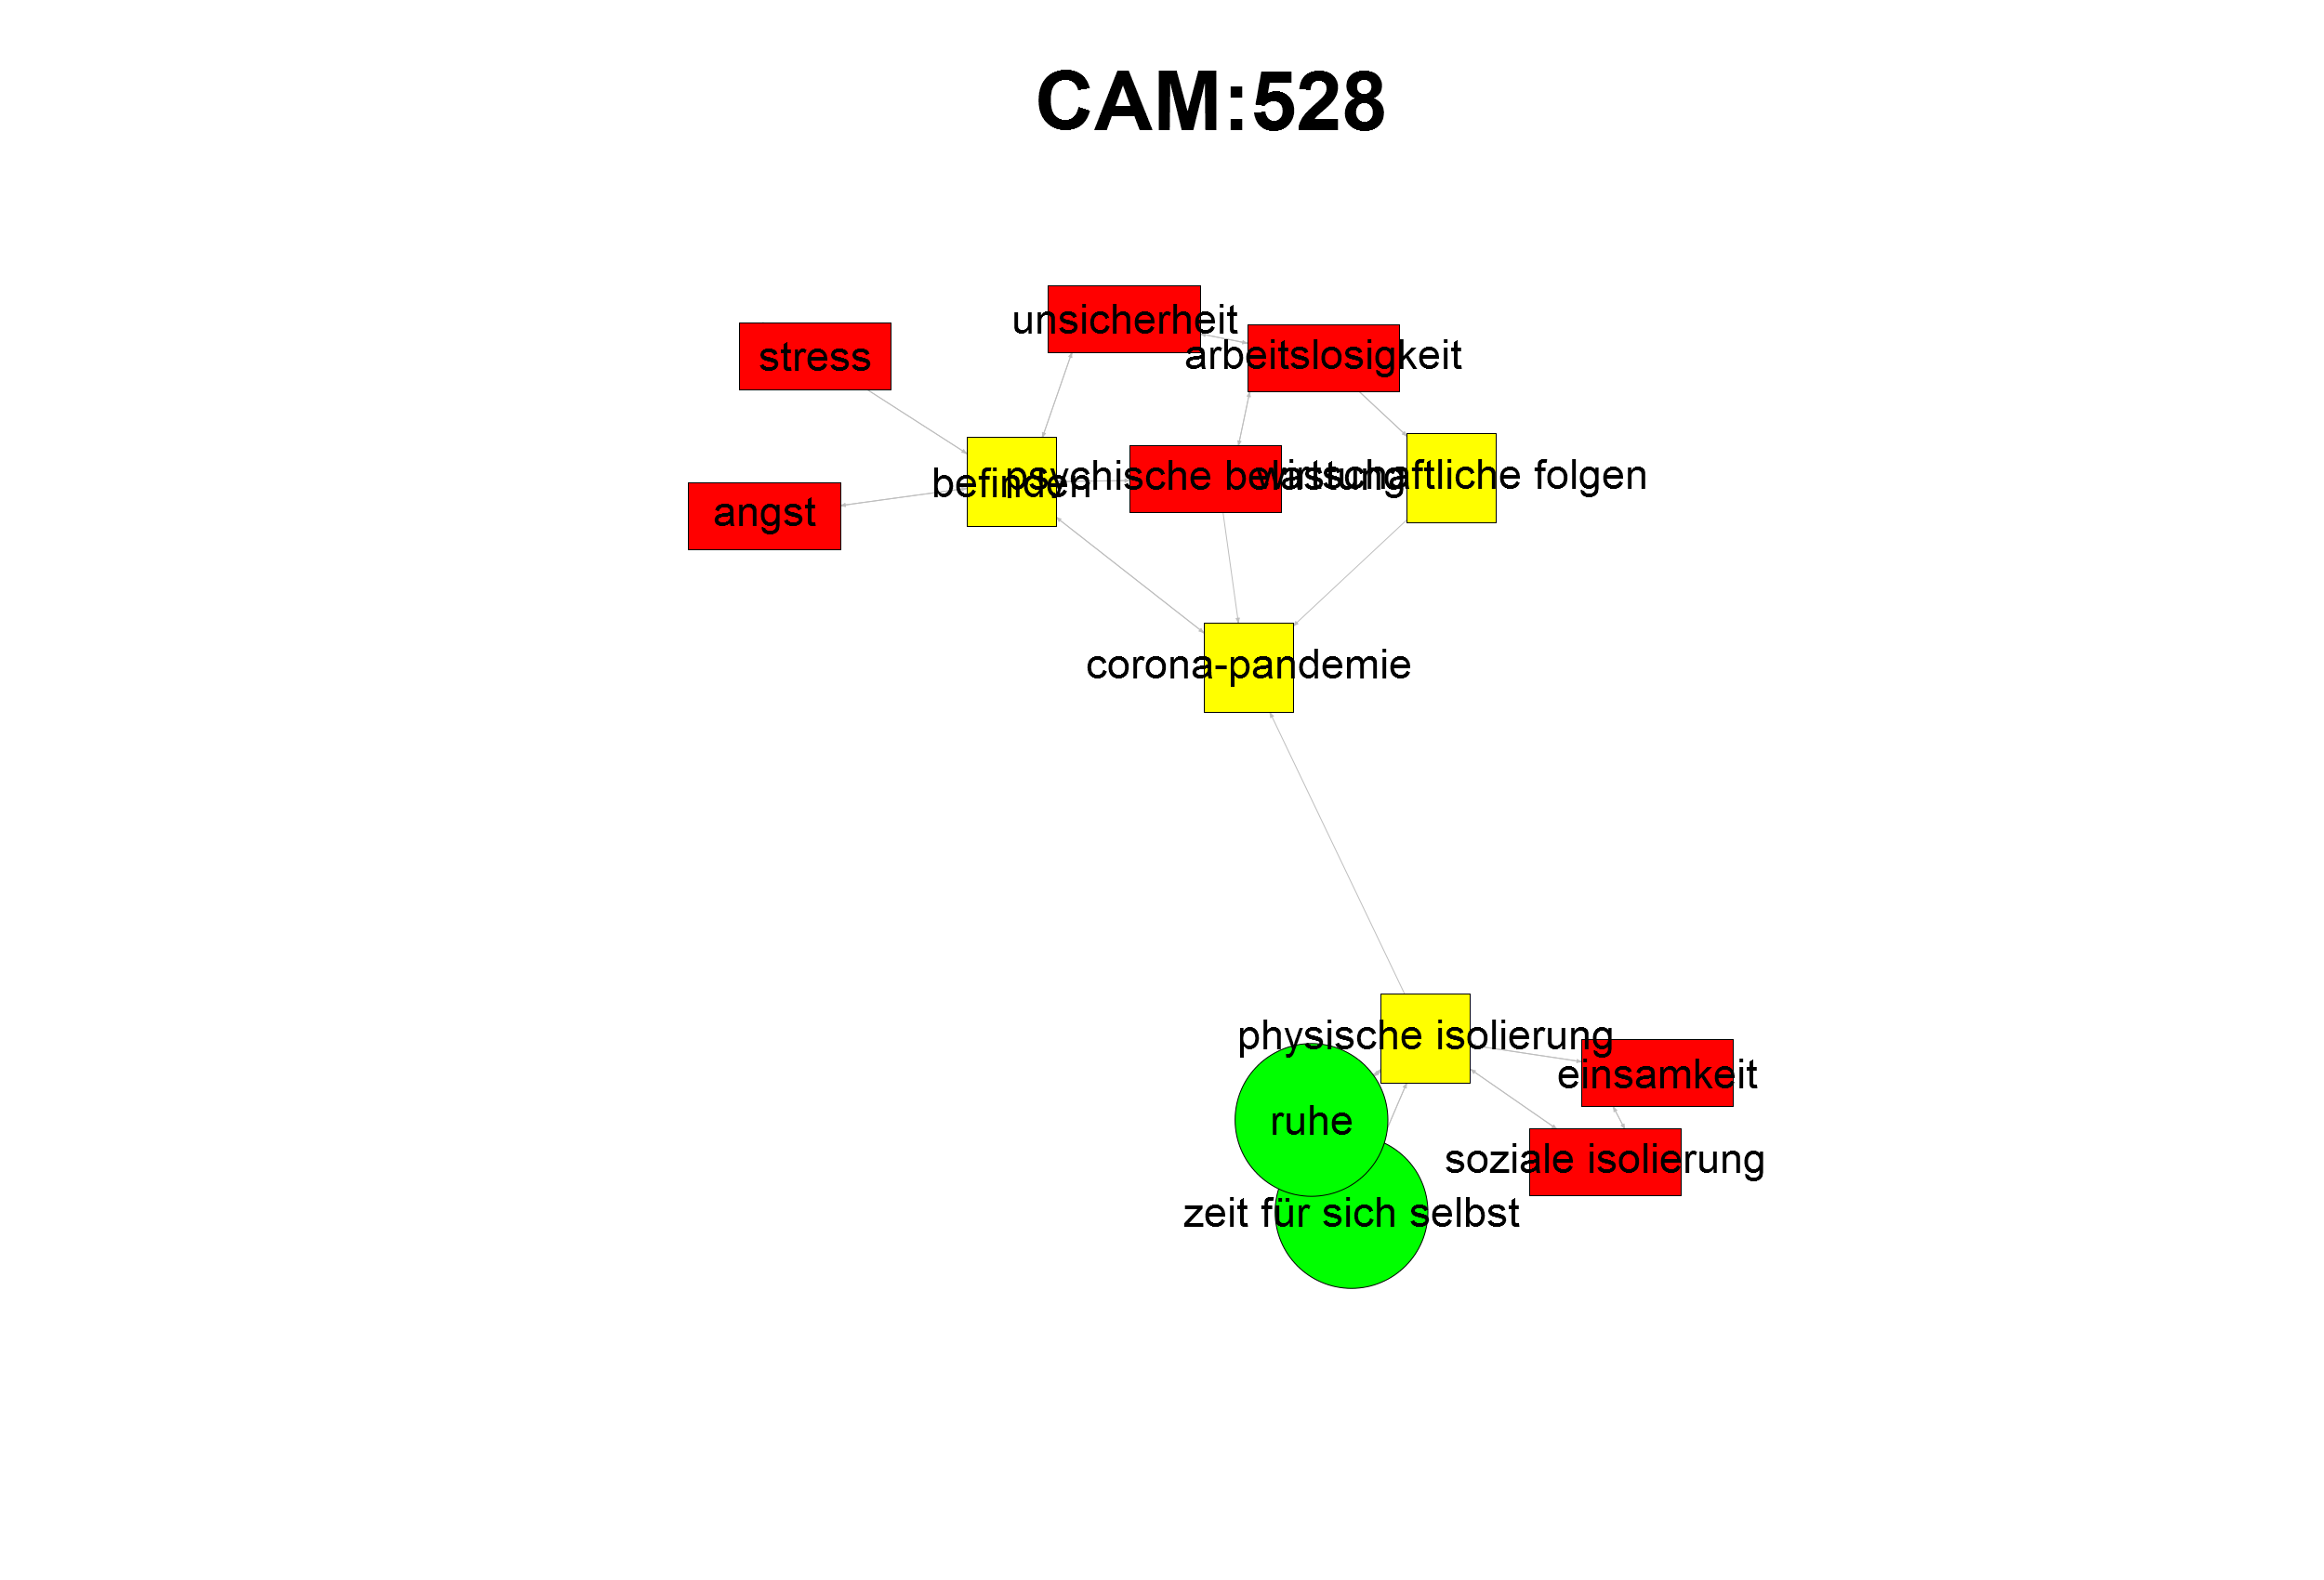 CAM:528
unsicherheit
stress
arbeitslosigkeit
befinden
psychische belastung
wirtschaftliche folgen
angst
corona-pandemie
physische isolierung
einsamkeit
ruhe
soziale isolierung
zeit für sich selbst